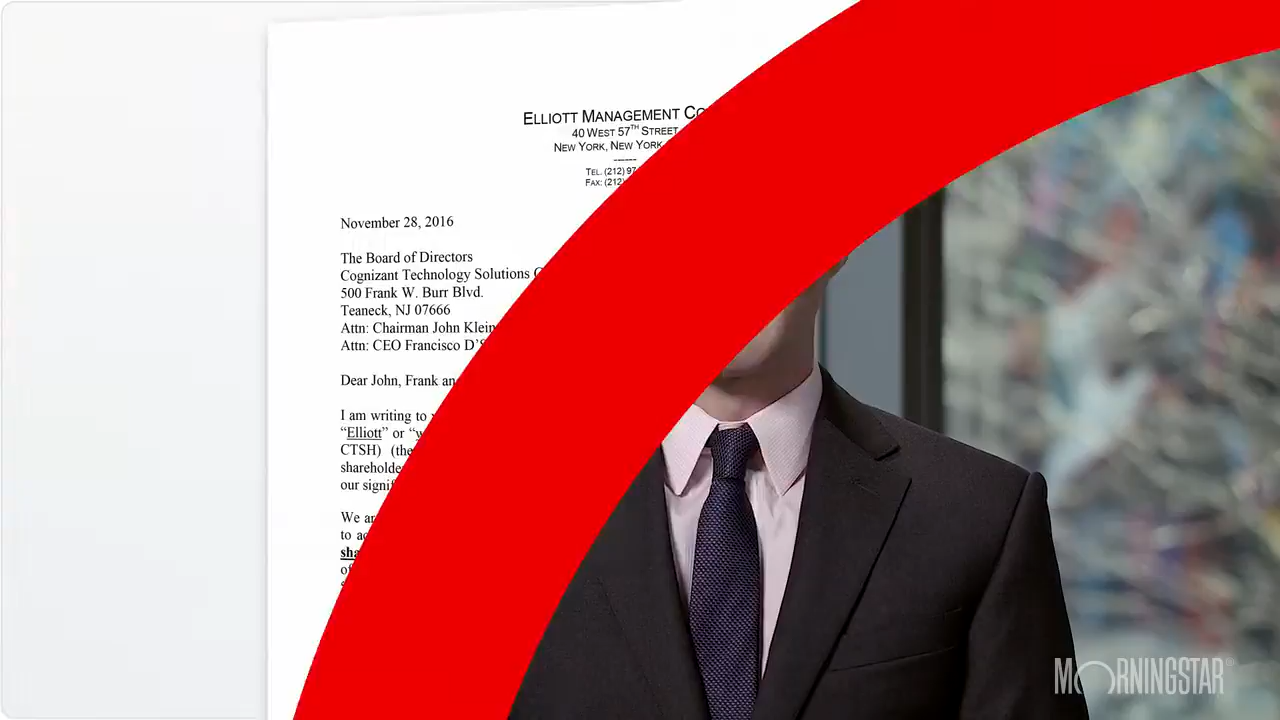 ELLIOTT MANAGEMENT
40 WEST 57TH STREET
NEW YORK, NEW YORK
TEL. (212) 97
FAX: (212)
November 28, 2016
The Board of Directors
Cognizant Technology Solutions
500 Frank W. Burr Blvd.
Teaneck, NJ 07666
Attn: Chairman John Klein
Attn: CEO Francisco D'S
Dear John, Frank an
I am writing to
"Elliott" or "w
CTSH) (the
shareholde
our signif
We ar
to a
sha
of
MORNINGSTAR®